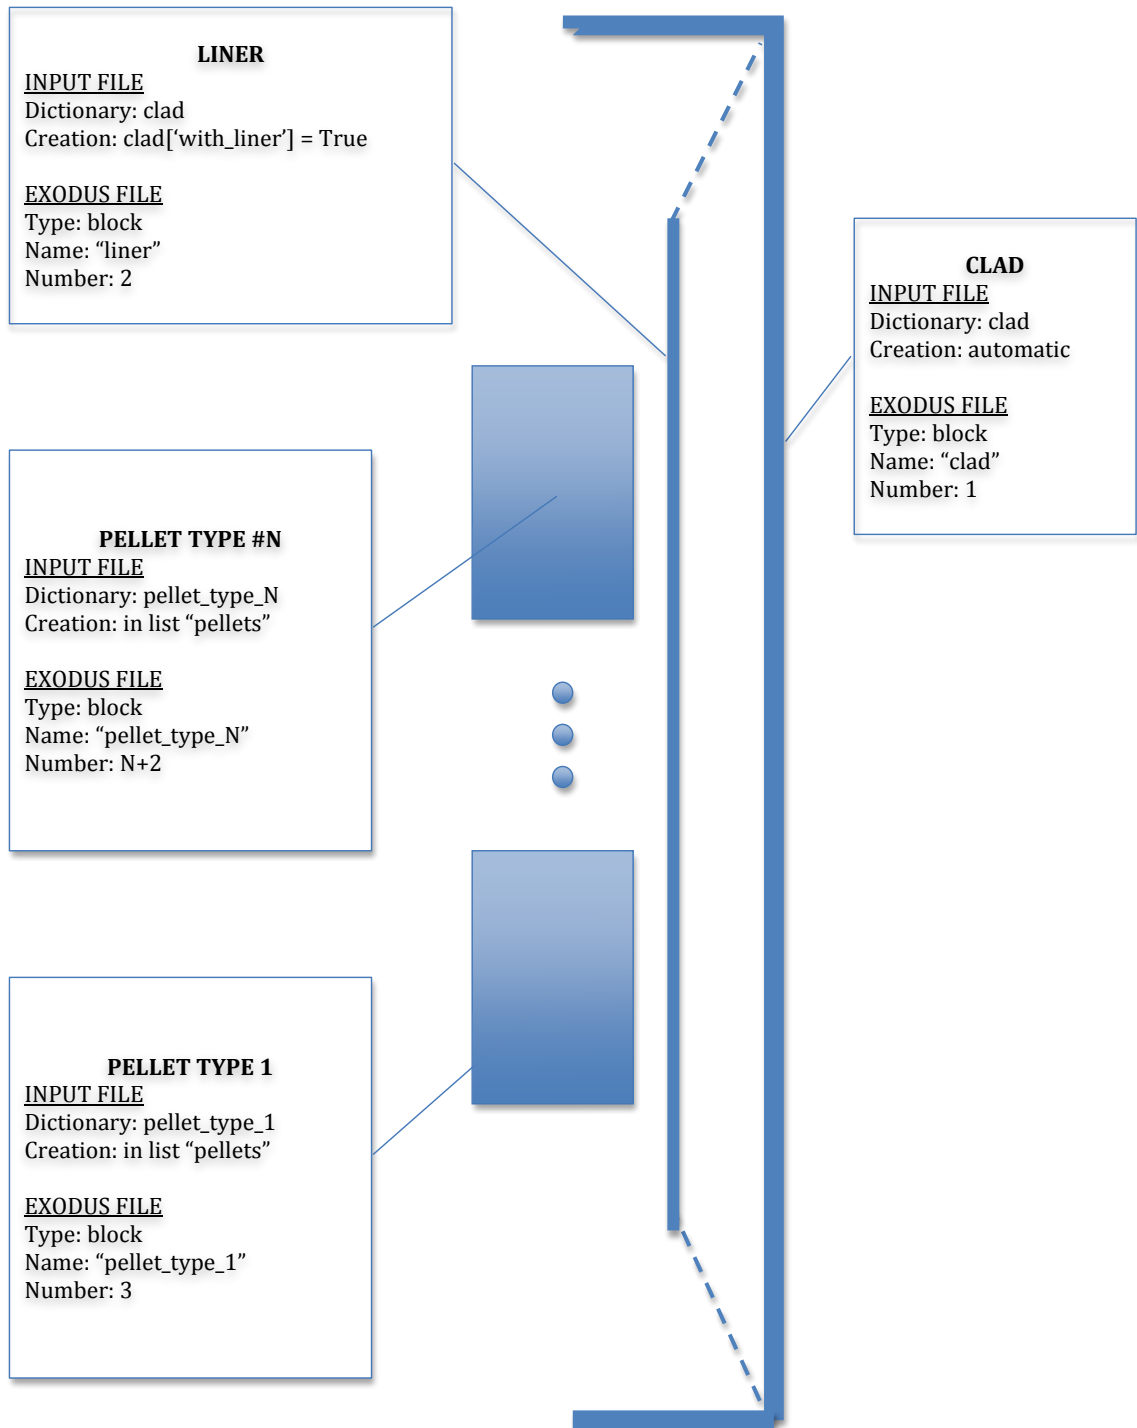 LINER
INPUT FILE
Dictionary: clad
Creation: clad[‘with_liner’] = True
EXODUS FILE
Type: block
Name: “liner”
Number: 2
CLAD
INPUT FILE
Dictionary: clad
Creation: automatic
EXODUS FILE
Type: block
Name: “clad”
Number: 1
PELLET TYPE #N
INPUT FILE
Dictionary: pellet_type_N
Creation: in list “pellets”
EXODUS FILE
Type: block
Name: “pellet_type_N”
Number: N+2
PELLET TYPE 1
INPUT FILE
Dictionary: pellet_type_1
Creation: in list “pellets”
EXODUS FILE
Type: block
Name: “pellet_type_1”
Number: 3